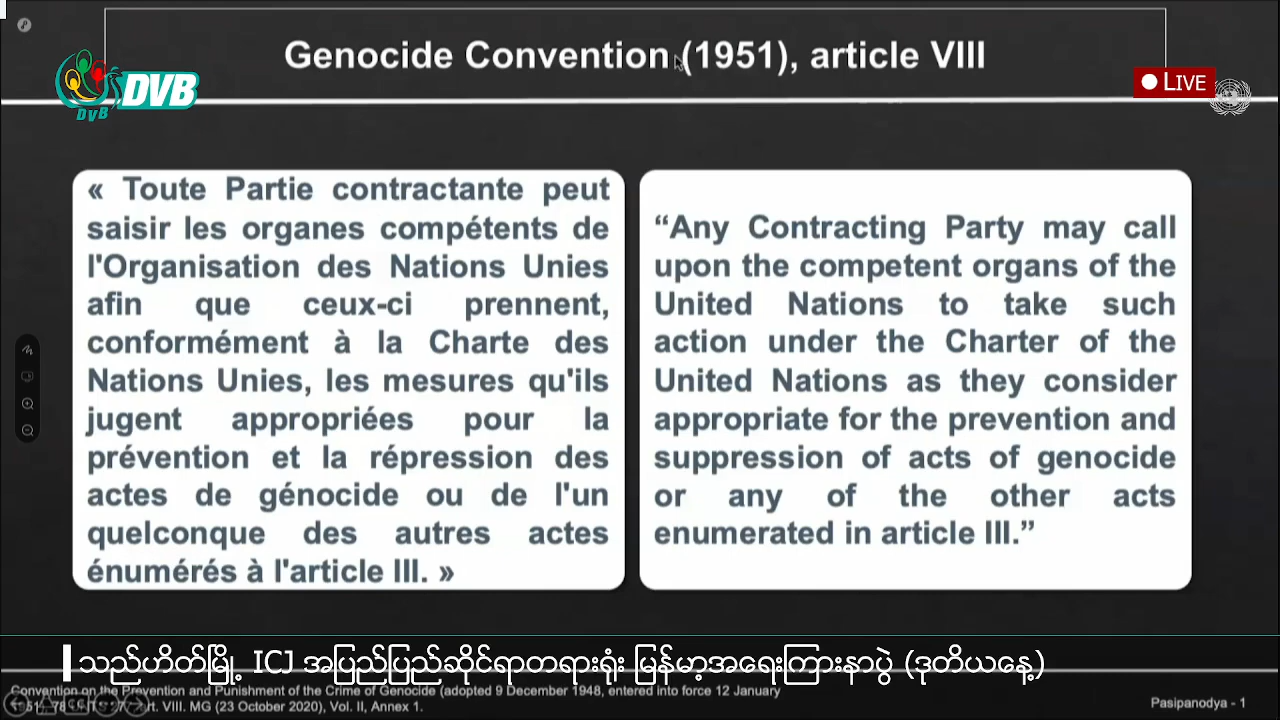 Genocide Convention (1951), article VIII
DVB
DVB
LIVE
« Toute Partie contractante peut
saisir les organes compétents de
l'Organisation des Nations Unies
afin que ceux-ci prennent,
conformément à la Charte des
Nations Unies, les mesures qu'ils
jugent appropriées pour la
prévention et la répression des
actes de génocide ou de l'un
quelconque des autres actes
énumérés à l'article III. »
“Any Contracting Party may call
upon the competent organs of the
United Nations to take such
action under the Charter of the
United Nations as they consider
appropriate for the prevention and
suppression of acts of genocide
or any of the other acts
enumerated in article III.”
သည်ဟိတ်မြို့ ICJ အပြည်ပြည်ဆိုင်ရာတရားရုံး မြန်မာ့အရေးကြားနာပွဲ (ဒုတိယနေ့)
Convention on the Prevention and Punishment of the Crime of Genocide (adopted 9 December 1948, entered into force 12 January
VIII. MG (23 October 2020), Vol. II, Annex 1.
Pasipanodya - 1